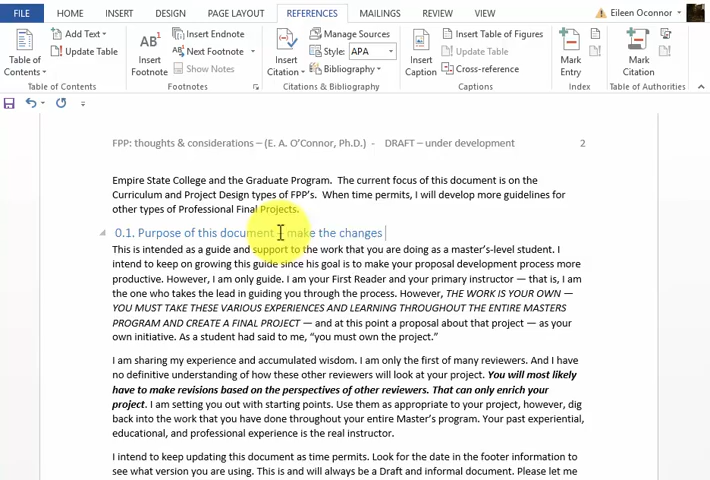 FILE HOME INSERT DESIGN PAGE LAYOUT REFERENCES MAILINGS REVIEW VIEW Eileen Oconnor
Table of Contents
Add Text
Update Table
Table of Contents
AB1 Insert Footnote
Insert Endnote
Next Footnote
Show Notes
Footnotes
Insert Citation
Manage Sources
Style: APA
Bibliography
Citations & Bibliography
Insert Caption
Insert Table of Figures
Update Table
Cross-reference
Captions
Mark Entry
Index
Mark Citation
Table of Authorities
FPP: thoughts & considerations – (E. A. O'Connor, Ph.D.) - DRAFT – under development 2
Empire State College and the Graduate Program. The current focus of this document is on the
Curriculum and Project Design types of FPP's. When time permits, I will develop more guidelines for
other types of Professional Final Projects.
0.1. Purpose of this document – make the changes
This is intended as a guide and support to the work that you are doing as a master's-level student. I
intend to keep on growing this guide since his goal is to make your proposal development process more
productive. However, I am only guide. I am your First Reader and your primary instructor — that is, I am
the one who takes the lead in guiding you through the process. However, THE WORK IS YOUR OWN —
YOU MUST TAKE THESE VARIOUS EXPERIENCES AND LEARNING THROUGHOUT THE ENTIRE MASTERS
PROGRAM AND CREATE A FINAL PROJECT — and at this point a proposal about that project — as your
own initiative. As a student had said to me, “you must own the project.”
I am sharing my experience and accumulated wisdom. I am only the first of many reviewers. And I have
no definitive understanding of how these other reviewers will look at your project. You will most likely
have to make revisions based on the perspectives of other reviewers. That can only enrich your
project. I am setting you out with starting points. Use them as appropriate to your project, however, dig
back into the work that you have done throughout your entire Master's program. Your past experiential,
educational, and professional experience is the real instructor.
I intend to keep updating this document as time permits. Look for the date in the footer information to
see what version you are using. This is and will always be a Draft and informal document. Please let me